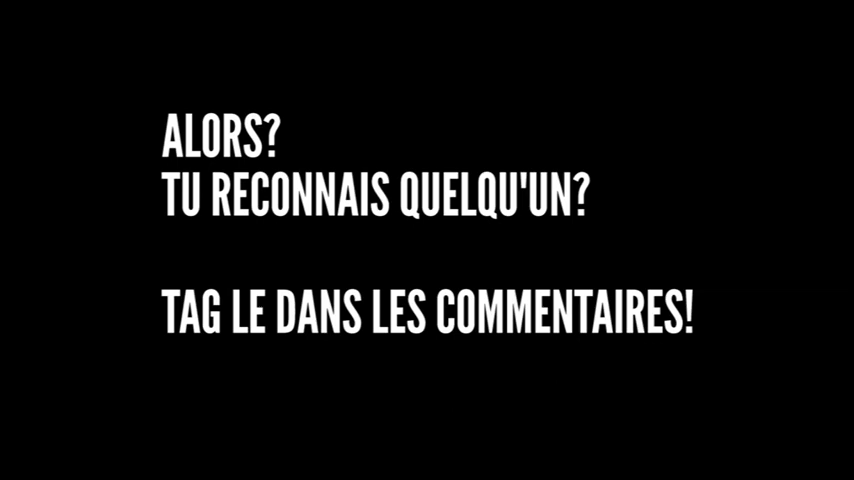 ALORS?
TU RECONNAIS QUELQU'UN?
TAG LE DANS LES COMMENTAIRES!